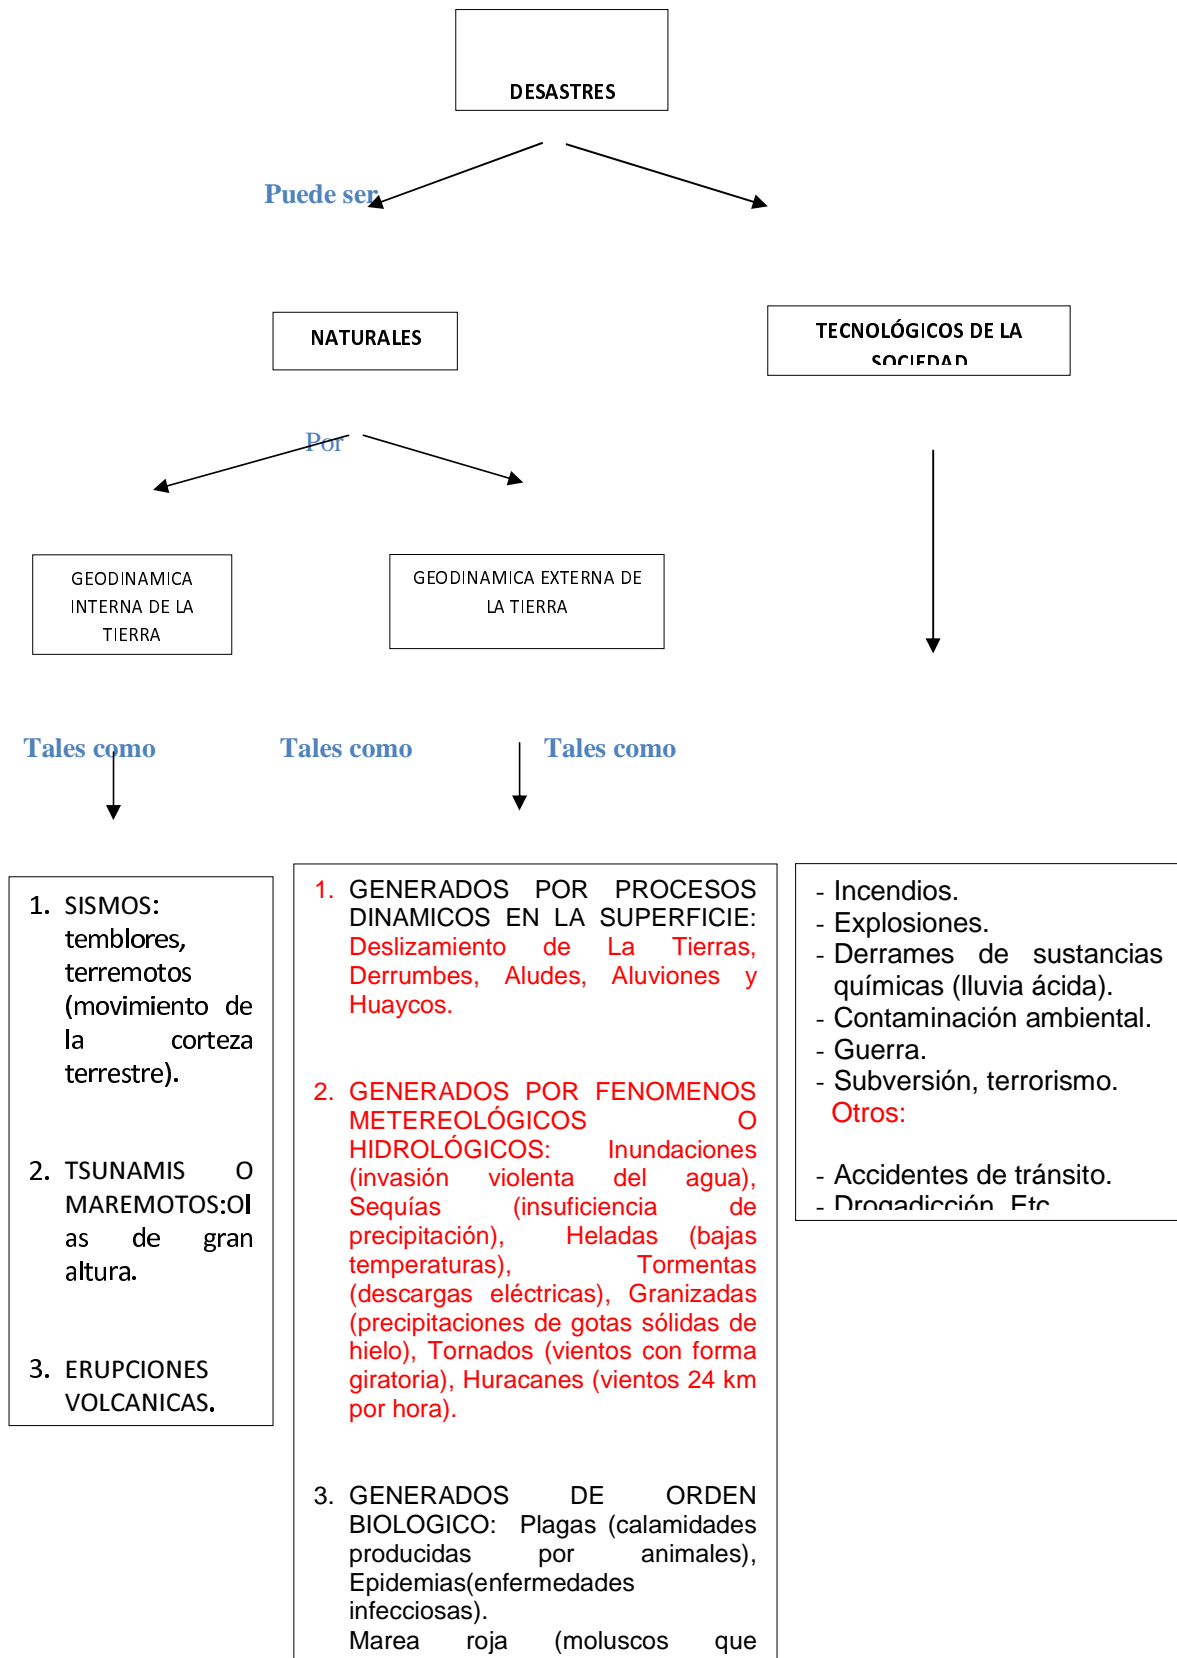 DESASTRES
Puede ser
NATURALES
TECNOLÓGICOS DE LA
SOCIEDAD
Por
GEODINAMICA
INTERNA DE LA
TIERRA
GEODINAMICA EXTERNA DE
LA TIERRA
Tales como
Tales como
Tales como
1. SISMOS:
temblores,
terremotos
(movimiento de
la corteza
terrestre).
2. TSUNAMIS O
MAREMOTOS:Ol
as de gran
altura.
3. ERUPCIONES
VOLCANICAS.
1. GENERADOS POR PROCESOS
DINAMICOS EN LA SUPERFICIE:
Deslizamiento de La Tierras,
Derrumbes, Aludes, Aluviones y
Huaycos.
2. GENERADOS POR FENOMENOS
METEREOLÓGICOS O
HIDROLÓGICOS: Inundaciones
(invasión violenta del agua),
Sequías (insuficiencia de
precipitación), Heladas (bajas
temperaturas), Tormentas
(descargas eléctricas), Granizadas
(precipitaciones de gotas sólidas de
hielo), Tornados (vientos con forma
giratoria), Huracanes (vientos 24 km
por hora).
3. GENERADOS DE ORDEN
BIOLOGICO: Plagas (calamidades
producidas por animales),
Epidemias(enfermedades
infecciosas).
Marea roja (moluscos que
- Incendios.
- Explosiones.
- Derrames de sustancias
químicas (lluvia ácida).
- Contaminación ambiental.
- Guerra.
- Subversión, terrorismo.
Otros:
- Accidentes de tránsito.
- Drogadicción. Etc